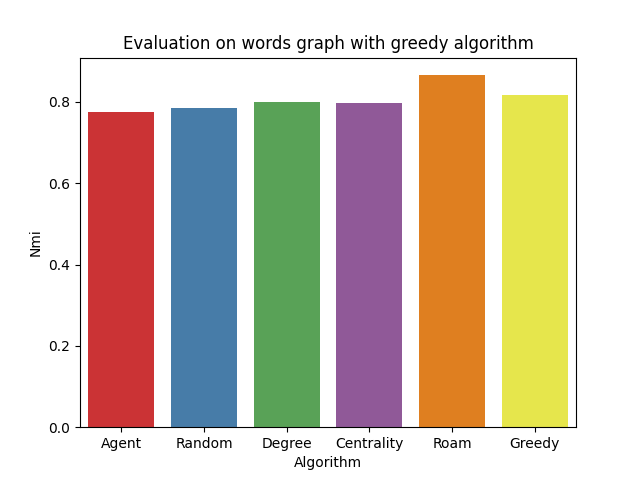 Evaluation on words graph with greedy algorithm
0.8
0.6
0.4
0.2
0.0
Nmi
Agent Random Degree Centrality Roam Greedy
Algorithm